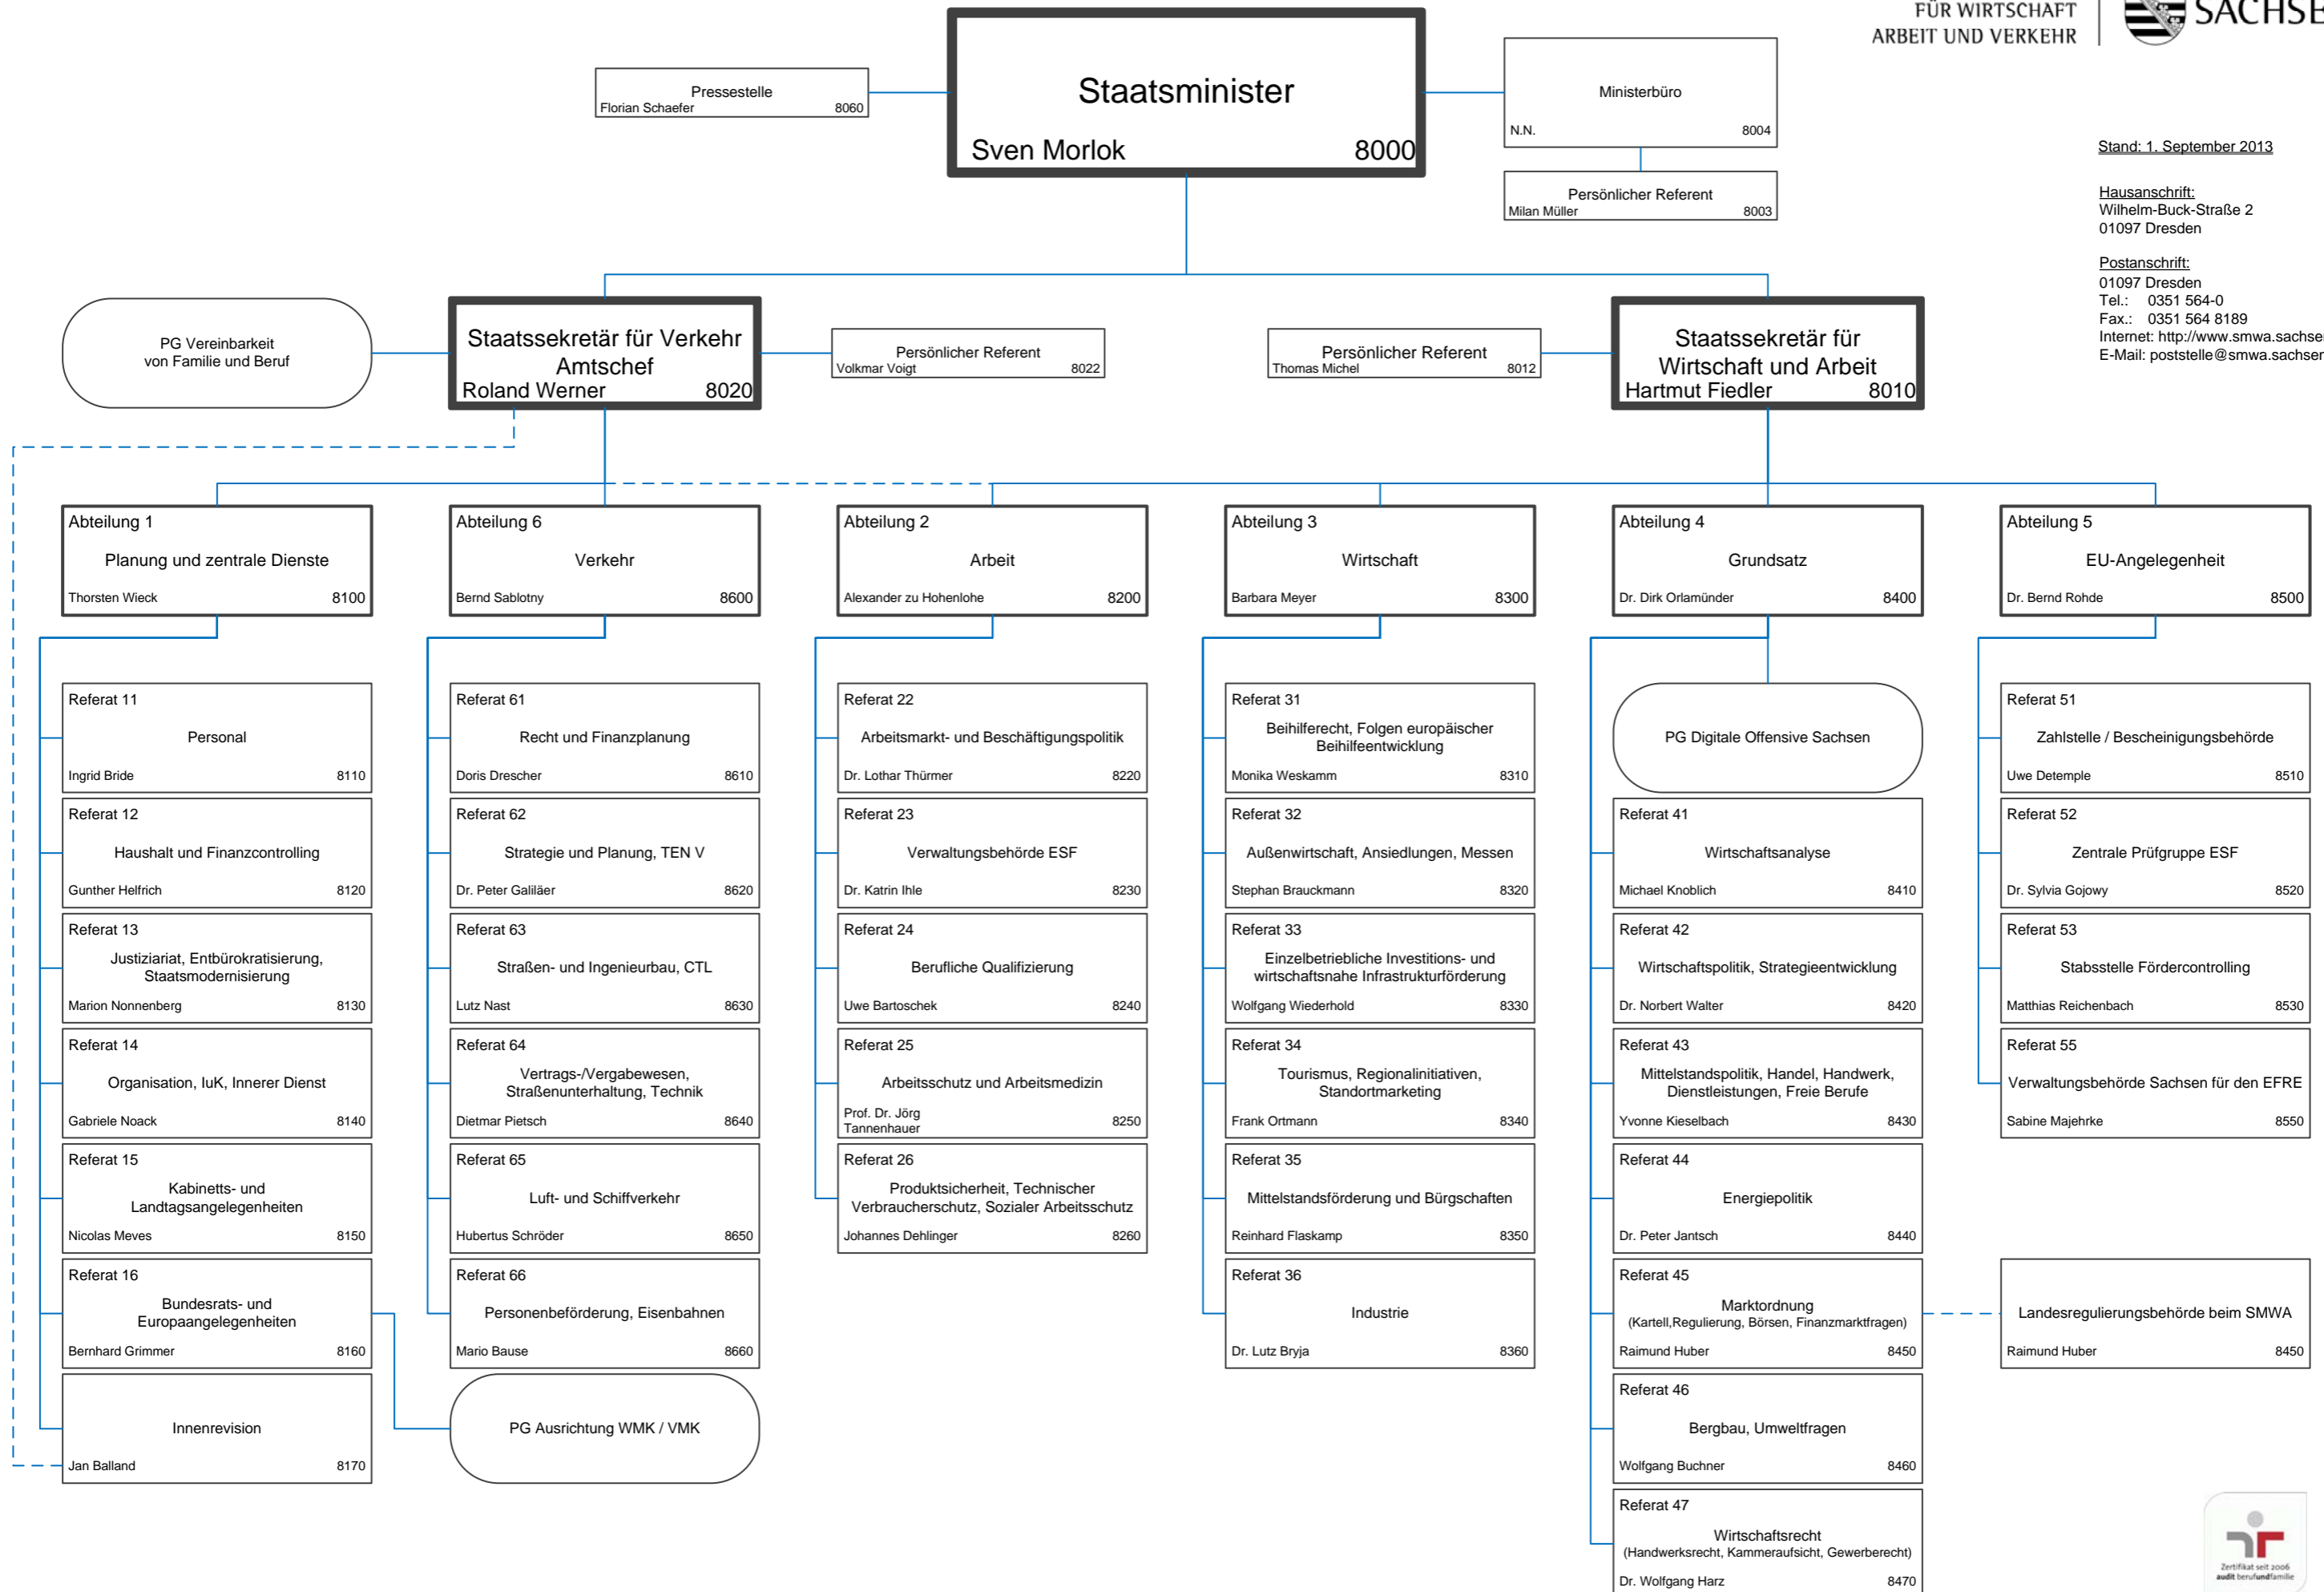 FÜR WIRTSCHAFT
ARBEIT UND VERKEHR
Pressestelle
Florian Schaefer 8060
Staatsminister
Sven Morlok 8000
Ministerbüro
N.N. 8004
Persönlicher Referent
Milan Müller 8003
Stand: 1. September 2013
Hausanschrift:
Wilhelm-Buck-Straße 2
01097 Dresden
Postanschrift:
01097 Dresden
Tel.: 0351 564-0
Fax.: 0351 564 8189
Internet: http://www.smwa.sachse
E-Mail: poststelle@smwa.sachse
PG Vereinbarkeit
von Familie und Beruf
Staatssekretär für Verkehr
Amtschef
Roland Werner 8020
Persönlicher Referent
Volkmar Voigt 8022
Persönlicher Referent
Thomas Michel 8012
Staatssekretär für
Wirtschaft und Arbeit
Hartmut Fiedler 8010
Abteilung 1
Planung und zentrale Dienste
Thorsten Wieck 8100
Referat 11
Personal
Ingrid Bride 8110
Referat 12
Haushalt und Finanzcontrolling
Gunther Helfrich 8120
Referat 13
Justiziariat, Entbürokratisierung,
Staatsmodernisierung
Marion Nonnenberg 8130
Referat 14
Organisation, IuK, Innerer Dienst
Gabriele Noack 8140
Referat 15
Kabinetts- und
Landtagsangelegenheiten
Nicolas Meves 8150
Referat 16
Bundesrats- und
Europaangelegenheiten
Bernhard Grimmer 8160
Innenrevision
Jan Balland 8170
Abteilung 6
Verkehr
Bernd Sablotny 8600
Referat 61
Recht und Finanzplanung
Doris Drescher 8610
Referat 62
Strategie und Planung, TEN V
Dr. Peter Galiläer 8620
Referat 63
Straßen- und Ingenieurbau, CTL
Lutz Nast 8630
Referat 64
Vertrags-/Vergabewesen,
Straßenunterhaltung, Technik
Dietmar Pietsch 8640
Referat 65
Luft- und Schiffverkehr
Hubertus Schröder 8650
Referat 66
Personenbeförderung, Eisenbahnen
Mario Bause 8660
PG Ausrichtung WMK / VMK
Abteilung 2
Arbeit
Alexander zu Hohenlohe 8200
Referat 22
Arbeitsmarkt- und Beschäftigungspolitik
Dr. Lothar Thürmer 8220
Referat 23
Verwaltungsbehörde ESF
Dr. Katrin Ihle 8230
Referat 24
Berufliche Qualifizierung
Uwe Bartoschek 8240
Referat 25
Arbeitsschutz und Arbeitsmedizin
Prof. Dr. Jörg
Tannenhauer 8250
Referat 26
Produktsicherheit, Technischer
Verbraucherschutz, Sozialer Arbeitsschutz
Johannes Dehlinger 8260
Abteilung 3
Wirtschaft
Barbara Meyer 8300
Referat 31
Beihilferecht, Folgen europäischer
Beihilfeentwicklung
Monika Weskamm 8310
Referat 32
Außenwirtschaft, Ansiedlungen, Messen
Stephan Brauckmann 8320
Referat 33
Einzelbetriebliche Investitions- und
wirtschaftsnahe Infrastrukturförderung
Wolfgang Wiederhold 8330
Referat 34
Tourismus, Regionalinitiativen,
Standortmarketing
Frank Ortmann 8340
Referat 35
Mittelstandsförderung und Bürgschaften
Reinhard Flaskamp 8350
Referat 36
Industrie
Dr. Lutz Bryja 8360
Abteilung 4
Grundsatz
Dr. Dirk Orlamünder 8400
PG Digitale Offensive Sachsen
Referat 41
Wirtschaftsanalyse
Michael Knoblich 8410
Referat 42
Wirtschaftspolitik, Strategieentwicklung
Dr. Norbert Walter 8420
Referat 43
Mittelstandspolitik, Handel, Handwerk,
Dienstleistungen, Freie Berufe
Yvonne Kieselbach 8430
Referat 44
Energiepolitik
Dr. Peter Jantsch 8440
Referat 45
Marktordnung
(Kartell,Regulierung, Börsen, Finanzmarktfragen)
Raimund Huber 8450
Referat 46
Bergbau, Umweltfragen
Wolfgang Buchner 8460
Referat 47
Wirtschaftsrecht
(Handwerksrecht, Kammeraufsicht, Gewerberecht)
Dr. Wolfgang Harz 8470
Abteilung 5
EU-Angelegenheit
Dr. Bernd Rohde 8500
Referat 51
Zahlstelle / Bescheinigungsbehörde
Uwe Detemple 8510
Referat 52
Zentrale Prüfgruppe ESF
Dr. Sylvia Gojowy 8520
Referat 53
Stabsstelle Fördercontrolling
Matthias Reichenbach 8530
Referat 55
Verwaltungsbehörde Sachsen für den EFRE
Sabine Majehrke 8550
Landesregulierungsbehörde beim SMWA
Raimund Huber 8450
Zertifikat seit 2006
audit berufundfamilie